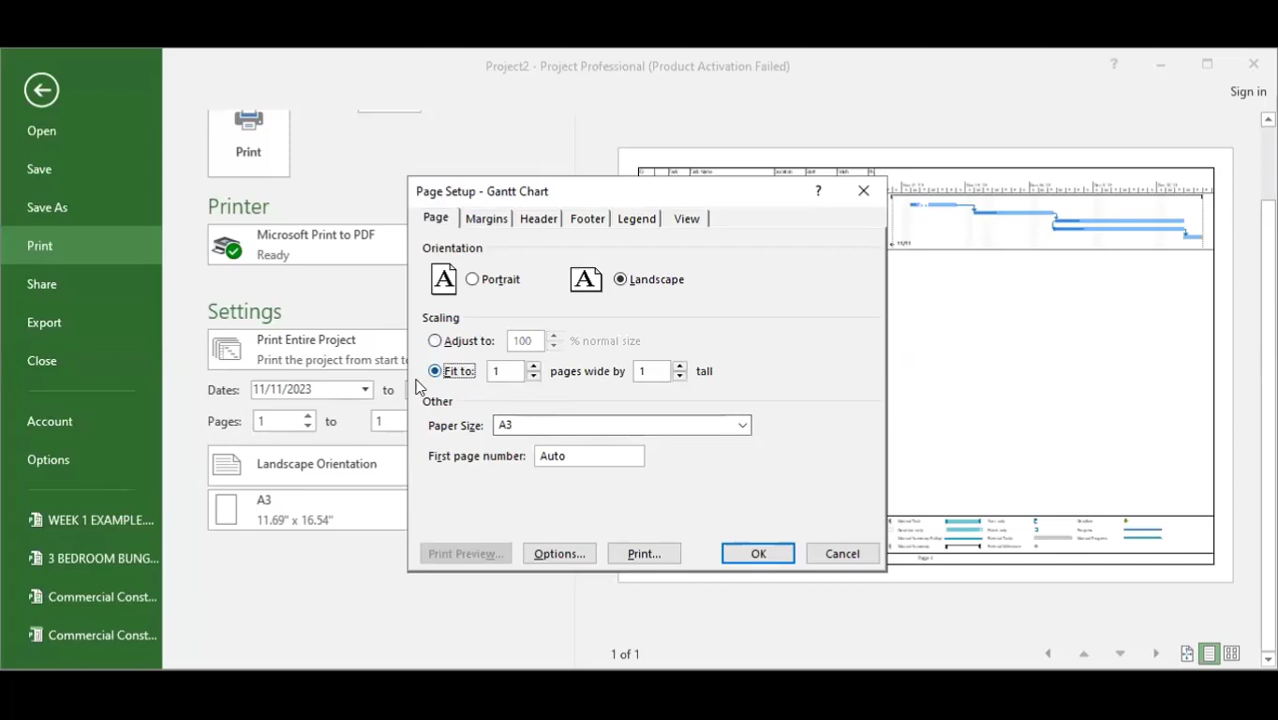 Project2 - Project Professional (Product Activation Failed)
?
Sign in
Open
Save
Save As
Print
Share
Export
Close
Account
Options
WEEK 1 EXAMPLE....
3 BEDROOM BUNG...
Commercial Const...
Commercial Const...
Print
Printer
Microsoft Print to PDF
Ready
Settings
Print Entire Project
Print the project from start to
Dates: 11/11/2023 to
Pages: 1 to 1
Landscape Orientation
A3
11.69" x 16.54"
Page Setup - Gantt Chart
?
Page Margins Header Footer Legend View
Orientation
A Portrait A Landscape
Scaling
Adjust to: 100 % normal size
Fit to: 1 pages wide by 1 tall
Other
Paper Size: A3
First page number: Auto
Print Preview... Options... Print... OK Cancel
11/11
Page 1
1 of 1